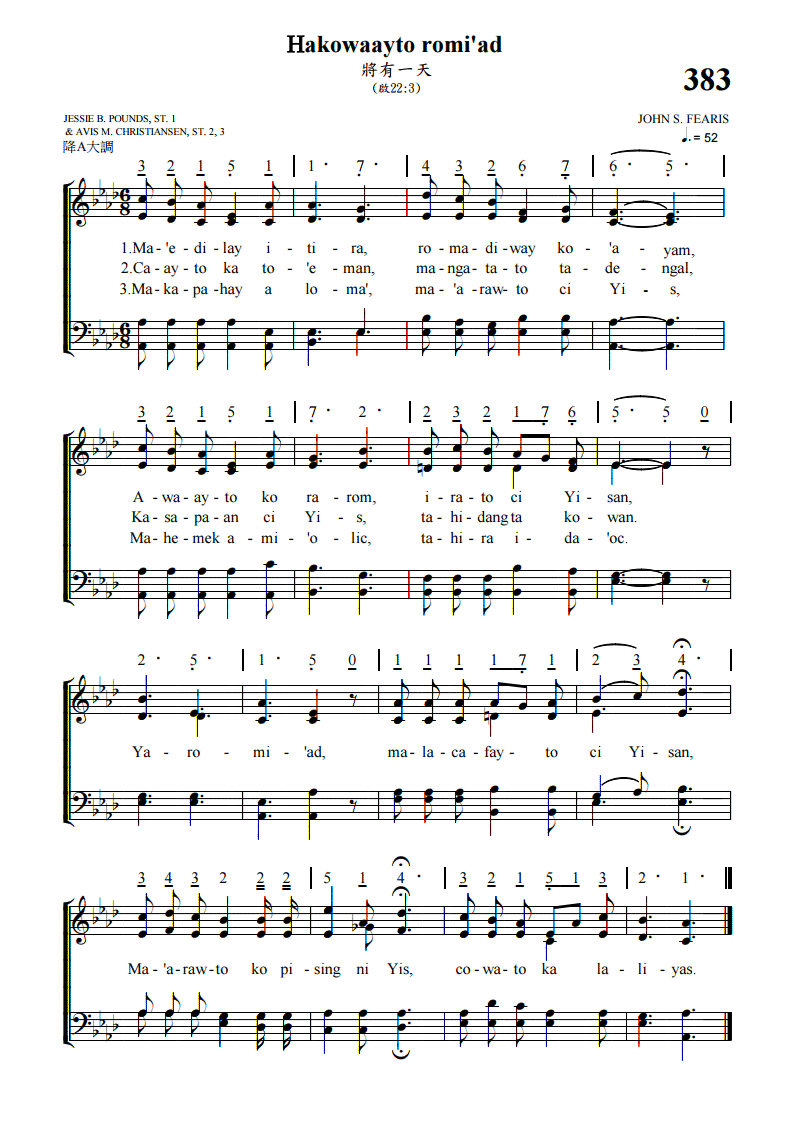 Hakowaayto romi'ad
將有一天
(啟22:3)
383
JESSIE B. POUNDS, ST. 1
& AVIS M. CHRISTIANSEN, ST. 2, 3
JOHN S. FEARIS
降A大調
♩. = 52
3 2 1 5 1 | 1 · 7 · | 4 3 2 6 7 | 6 · 5 · |
1.Ma-'e-di-lay i-ti-ra, ro-ma-di-way ko-'a-yam,
2.Ca-ay-to ka to-'e-man, ma-nga-ta-to ta-de-ngal,
3.Ma-ka-pa-hay a lo-ma', ma-'a-raw-to ci Yi-s,
3 2 1 5 1 | 7 · 2 · | 2 3 2 1 7 6 | 5 · 5 0 |
A-wa-ay-to ko ra-rom, i-ra-to ci Yi-san,
Ka-sa-pa-an ci Yi-s, ta-hi-dang ta ko-wan.
Ma-he-mek a-mi-'o-lic, ta-hi-ra i-da-'oc.
2 · 5 · | 1 · 5 0 | 1 1 1 1 7 1 | 2 3 4 · |
Ya-ro-mi-'ad, ma-la-ca-fay-to ci Yi-san,
3 4 3 2 2 2 | 5 1 4 · | 3 2 1 5 1 3 | 2 · 1 · ‖
Ma-'a-raw-to ko pi-sing ni Yis, co-wa-to ka la-li-yas.